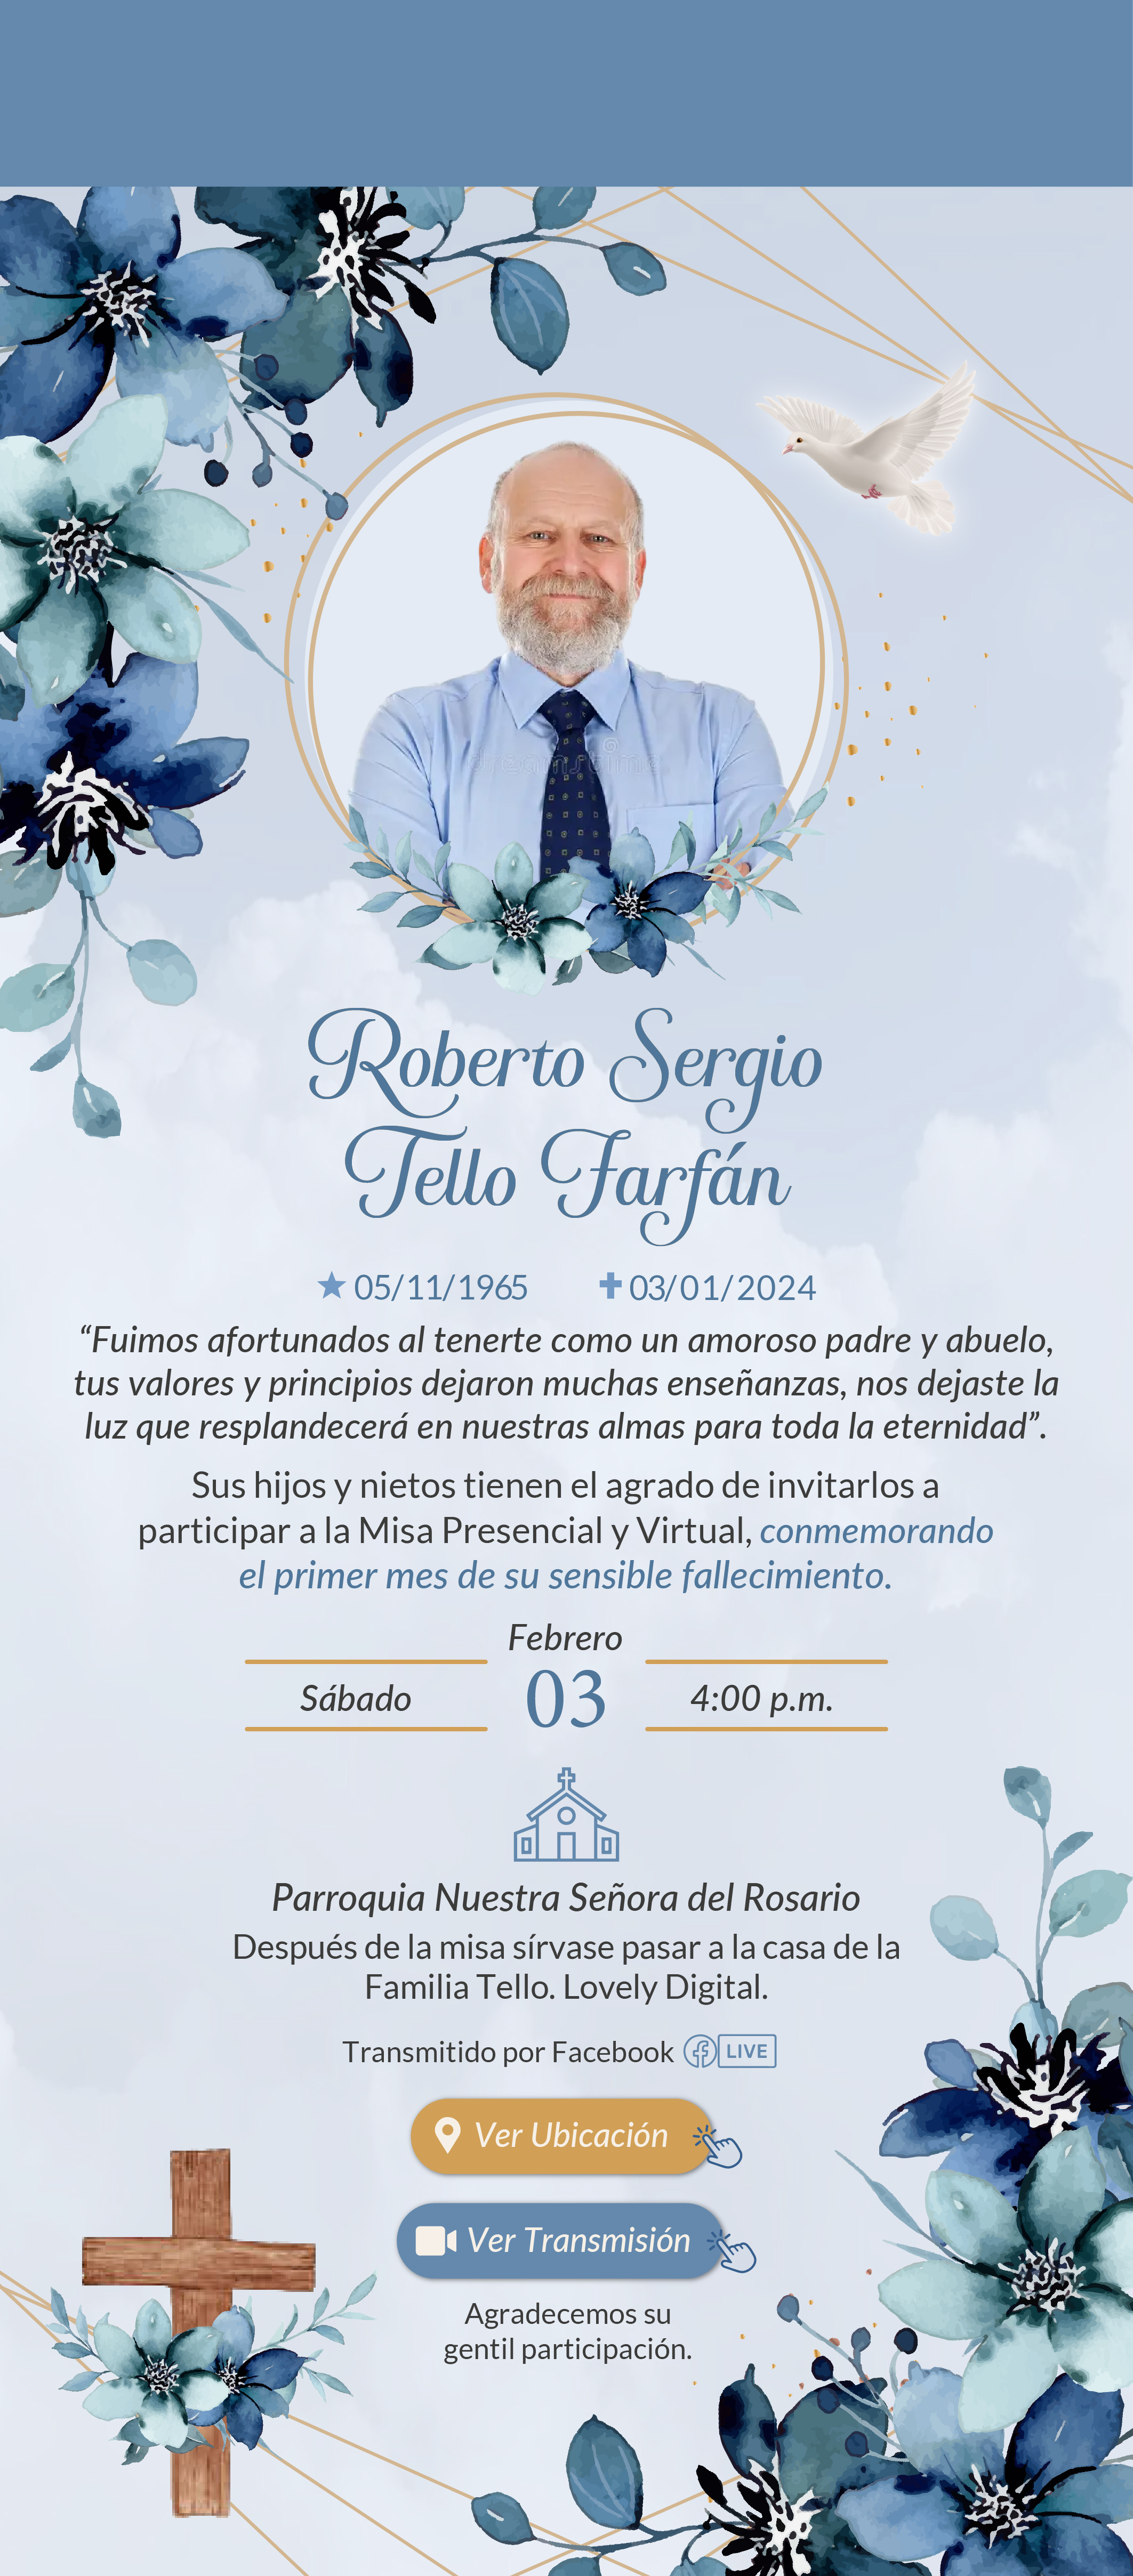 dreamstime
Roberto Sergio
Tello Farfán
05/11/1965 03/01/2024
“Fuimos afortunados al tenerte como un amoroso padre y abuelo,
tus valores y principios dejaron muchas enseñanzas, nos dejaste la
luz que resplandecerá en nuestras almas para toda la eternidad”.
Sus hijos y nietos tienen el agrado de invitarlos a
participar a la Misa Presencial y Virtual, conmemorando
el primer mes de su sensible fallecimiento.
Febrero
Sábado 03 4:00 p.m.
Parroquia Nuestra Señora del Rosario
Después de la misa sírvase pasar a la casa de la
Familia Tello. Lovely Digital.
Transmitido por Facebook LIVE
Ver Ubicación
Ver Transmisión
Agradecemos su
gentil participación.